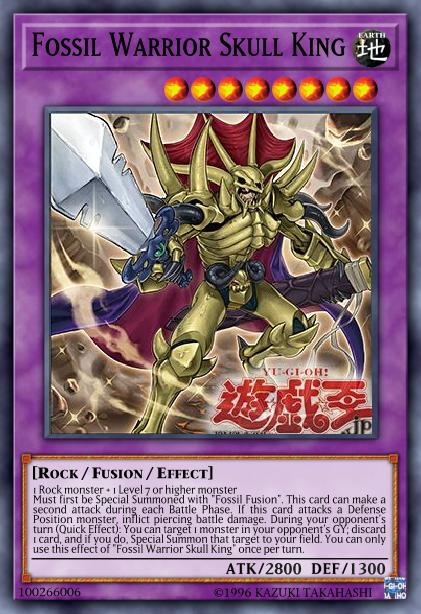 FOSSIL WARRIOR SKULL KING
EARTH
地
YU-GI-OH!
遊戯王
.jp
[ROCK / FUSION / EFFECT]
1 Rock monster + 1 Level 7 or higher monster
Must first be Special Summoned with "Fossil Fusion". This card can make a
second attack during each Battle Phase. If this card attacks a Defense
Position monster, inflict piercing battle damage. During your opponent's
turn (Quick Effect): You can target 1 monster in your opponent's GY; discard
1 card, and if you do, Special Summon that target to your field. You can only
use this effect of "Fossil Warrior Skull King" once per turn.
ATK/2800 DEF/1300
100266006
©1996 KAZUKI TAKAHASHI